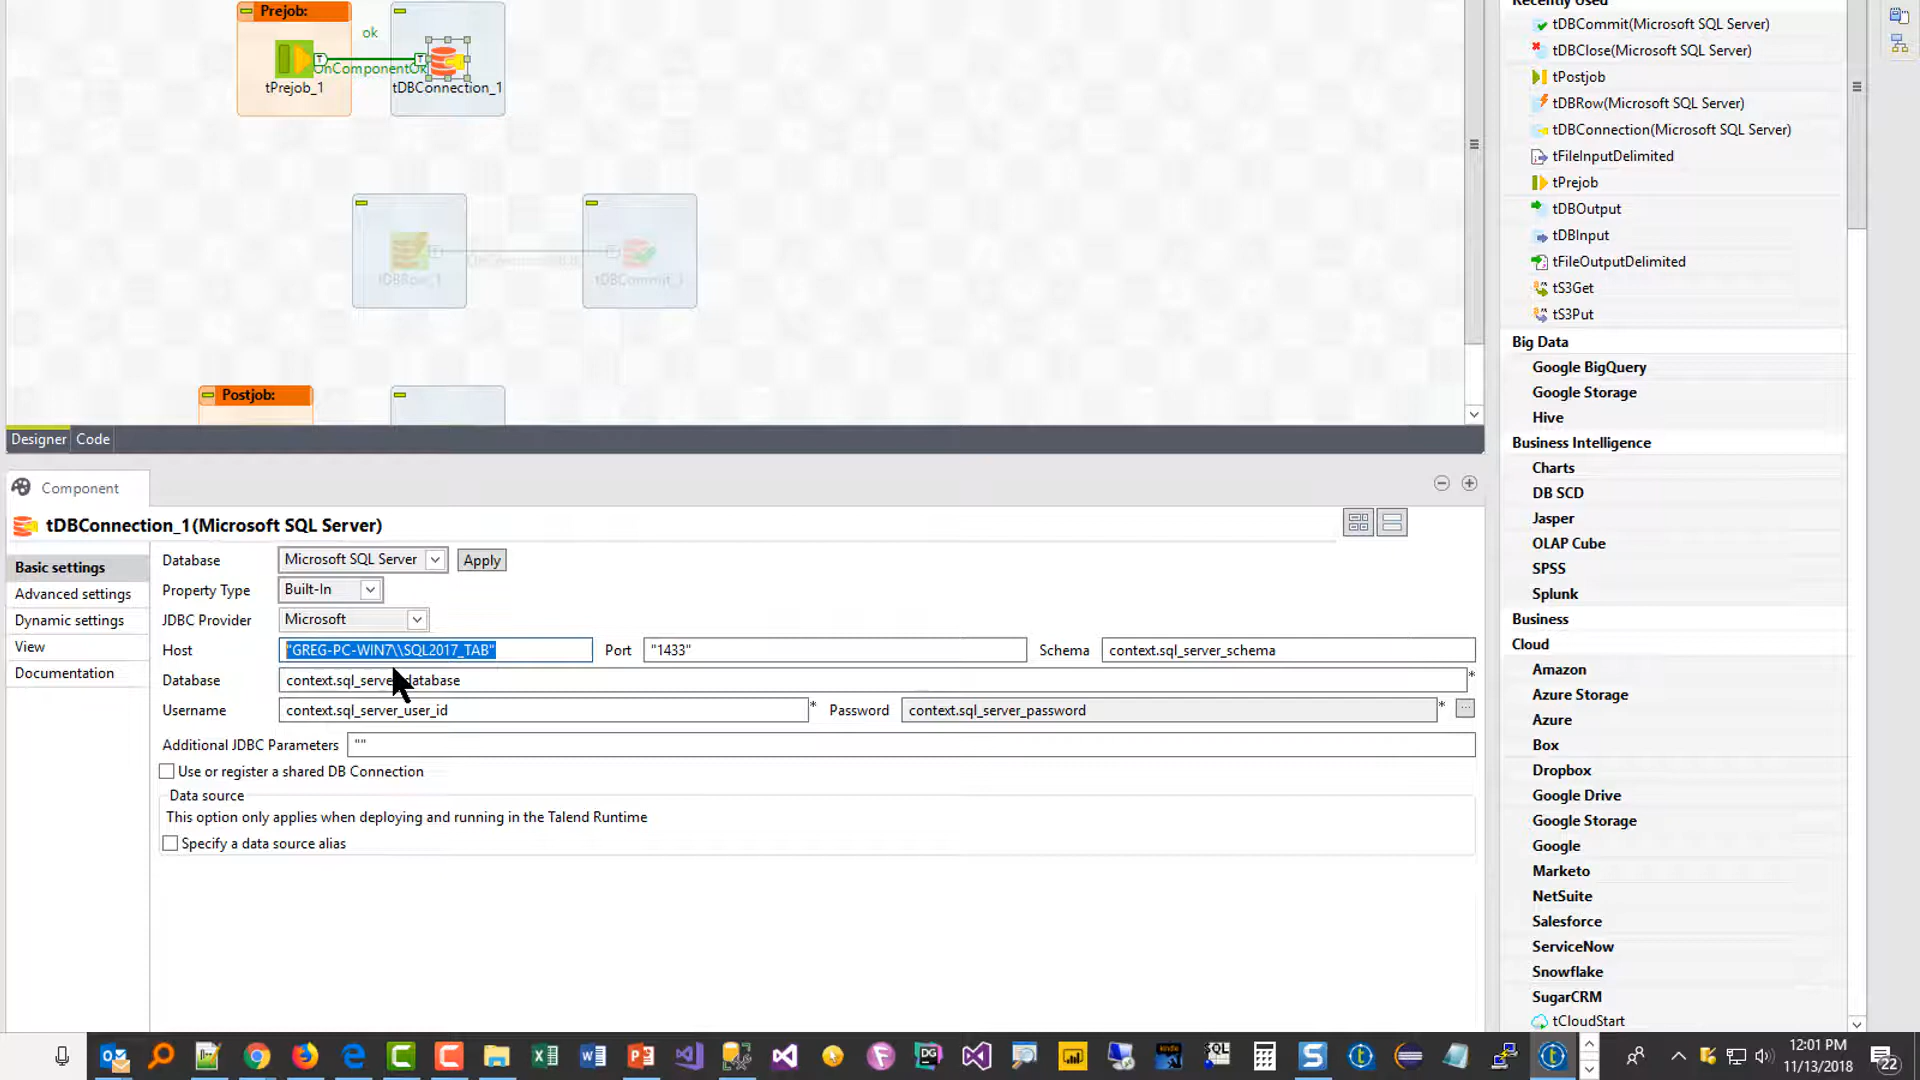 Prejob:
ok
OnComponentOk
tPrejob_1
tDBConnection_1
tDBRow_1
tDBCommit_1
Postjob:
Designer
Code
Component
tDBConnection_1(Microsoft SQL Server)
Basic settings
Advanced settings
Dynamic settings
View
Documentation
Database Microsoft SQL Server Apply
Property Type Built-In
JDBC Provider Microsoft
Host "GREG-PC-WIN7\\SQL2017_TAB" Port "1433" Schema context.sql_server_schema
Database context.sql_server_database *
Username context.sql_server_user_id * Password context.sql_server_password * ...
Additional JDBC Parameters ""
Use or register a shared DB Connection
Data source
This option only applies when deploying and running in the Talend Runtime
Specify a data source alias
Recently Used
tDBCommit(Microsoft SQL Server)
tDBClose(Microsoft SQL Server)
tPostjob
tDBRow(Microsoft SQL Server)
tDBConnection(Microsoft SQL Server)
tFileInputDelimited
tPrejob
tDBOutput
tDBInput
tFileOutputDelimited
tS3Get
tS3Put
Big Data
Google BigQuery
Google Storage
Hive
Business Intelligence
Charts
DB SCD
Jasper
OLAP Cube
SPSS
Splunk
Business
Cloud
Amazon
Azure Storage
Azure
Box
Dropbox
Google Drive
Google Storage
Google
Marketo
NetSuite
Salesforce
ServiceNow
Snowflake
SugarCRM
tCloudStart
12:01 PM
11/13/2018
22